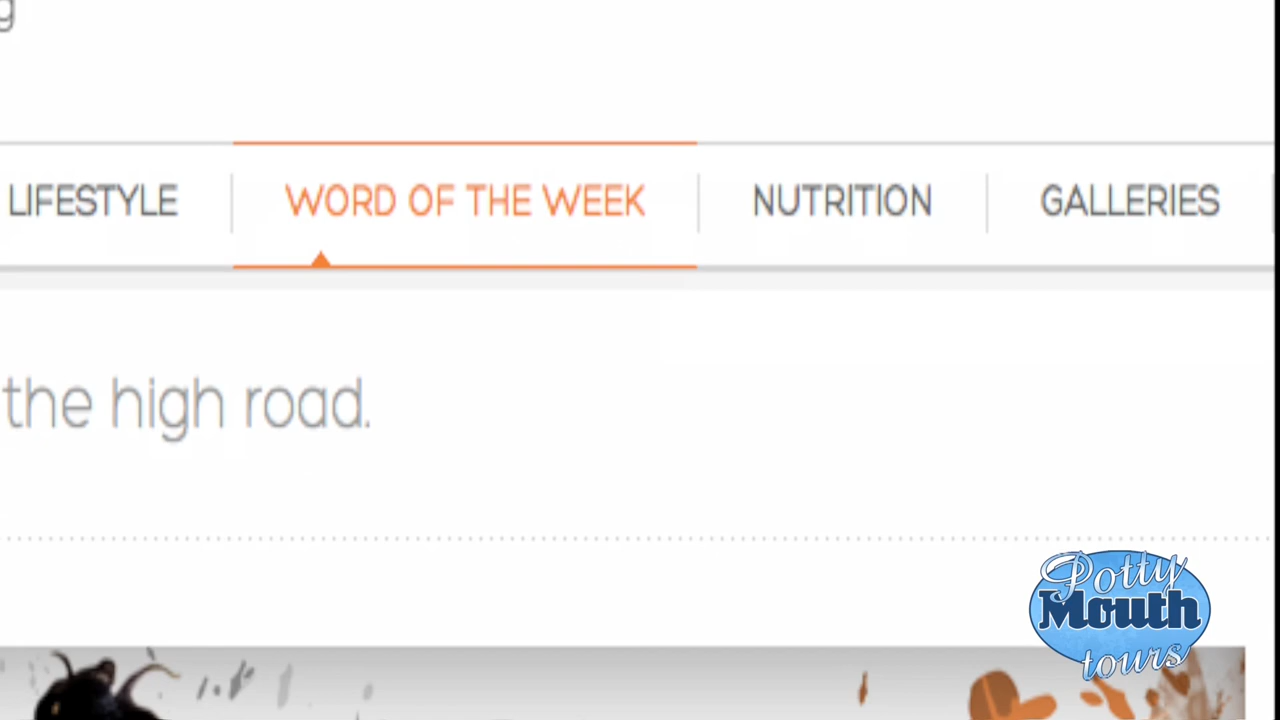 LIFESTYLE
WORD OF THE WEEK
NUTRITION
GALLERIES
the high road.
Potty
Mouth
tours